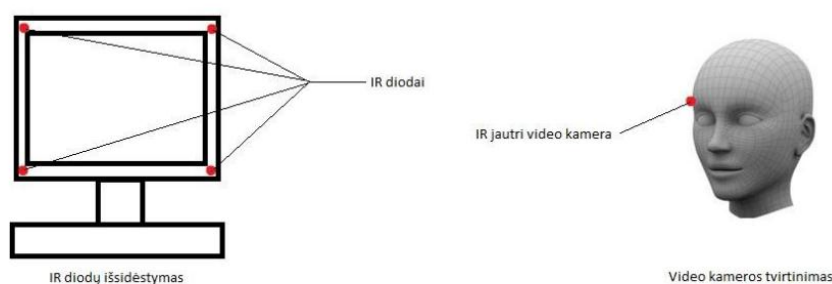 IR diodai
IR jautri video kamera
IR diodų išsidėstymas
Video kameros tvirtinimas